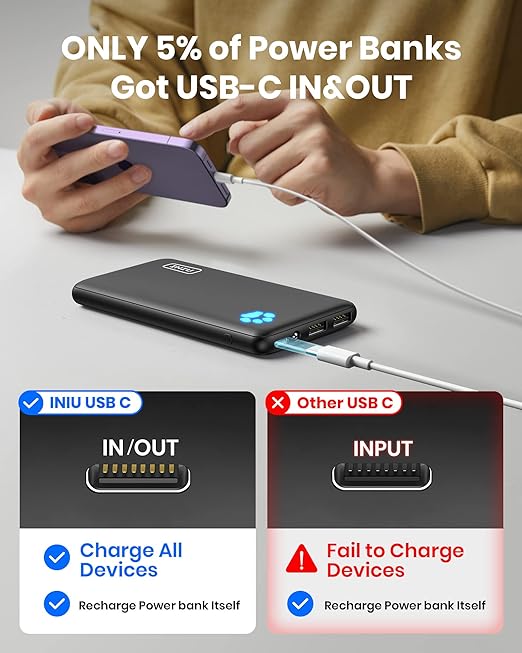 ONLY 5% of Power Banks
Got USB-C IN&OUT
INIU
INIU USB C
IN/OUT
Charge All
Devices
Recharge Power bank Itself
Other USB C
INPUT
Fail to Charge
Devices
Recharge Power bank Itself